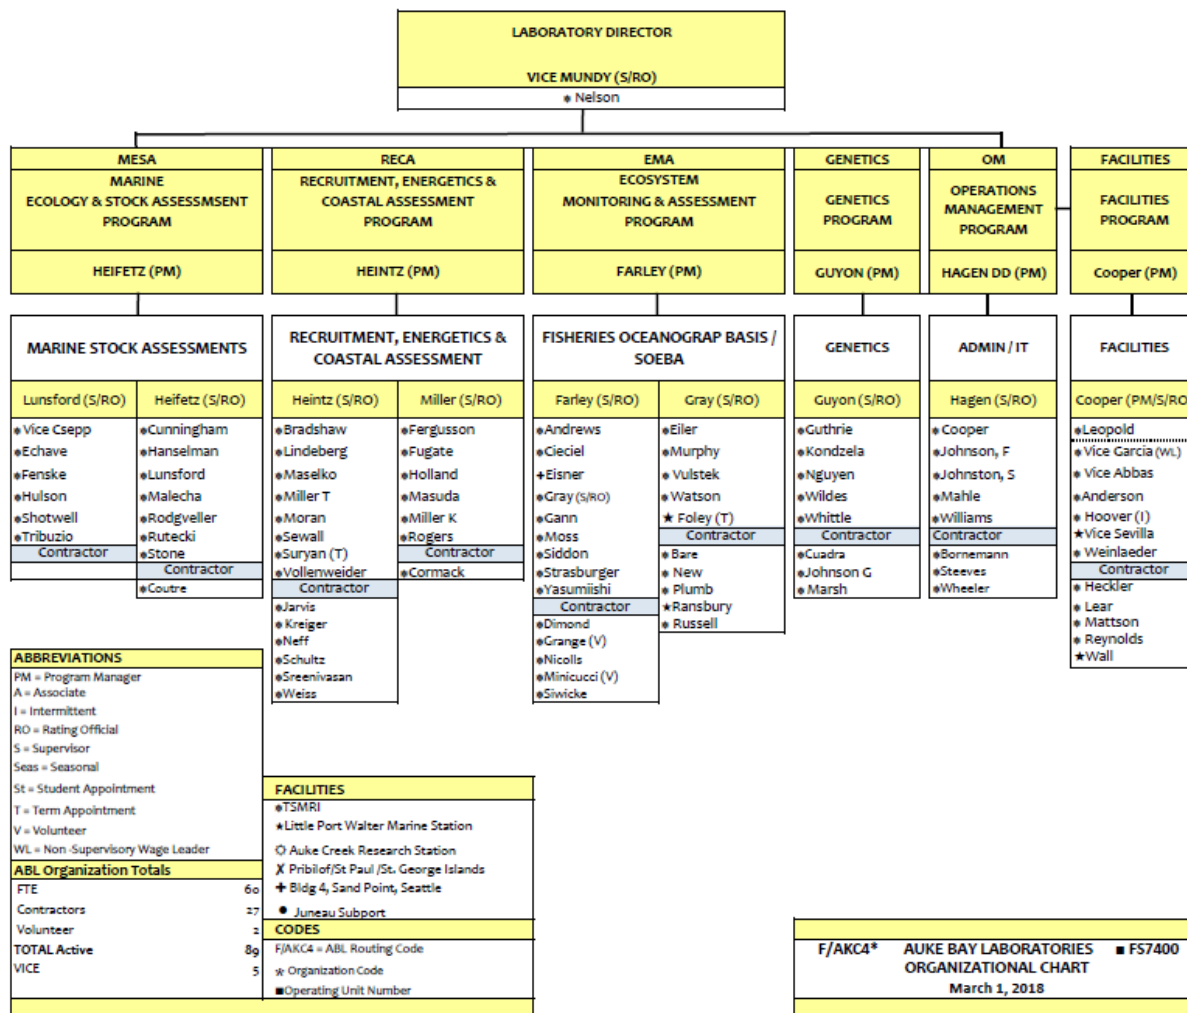 LABORATORY DIRECTOR
VICE MUNDY (S/RO)
● Nelson
MESA
MARINE
ECOLOGY & STOCK ASSESSMSENT
PROGRAM
HEIFETZ (PM)
RECA
RECRUITMENT, ENERGETICS &
COASTAL ASSESSMENT
PROGRAM
HEINTZ (PM)
EMA
ECOSYSTEM
MONITORING & ASSESSMENT
PROGRAM
FARLEY (PM)
GENETICS
GENETICS
PROGRAM
GUYON (PM)
OM
OPERATIONS
MANAGEMENT
PROGRAM
HAGEN DD (PM)
FACILITIES
FACILITIES
PROGRAM
Cooper (PM)
MARINE STOCK ASSESSMENTS
Lunsford (S/RO)
●Vice Csepp
●Echave
●Fenske
●Hulson
●Shotwell
●Tribuzio
Contractor
Heifetz (S/RO)
●Cunningham
●Hanselman
●Lunsford
●Malecha
●Rodgveller
●Rutecki
●Stone
Contractor
●Coutre
RECRUITMENT, ENERGETICS &
COASTAL ASSESSMENT
Heintz (S/RO)
●Bradshaw
●Lindeberg
●Maselko
●Miller T
●Moran
●Sewall
●Suryan (T)
●Vollenweider
Contractor
●Jarvis
● Kreiger
●Neff
●Schultz
●Sreenivasan
●Weiss
Miller (S/RO)
●Fergusson
●Fugate
●Holland
●Masuda
●Miller K
●Rogers
Contractor
●Cormack
FISHERIES OCEANOGRAP BASIS /
SOEBA
Farley (S/RO)
●Andrews
●Cieciel
+Eisner
●Gray (S/RO)
●Gann
●Moss
●Siddon
●Strasburger
●Yasumiishi
Contractor
●Dimond
●Grange (V)
●Nicolls
●Minicucci (V)
●Siwicke
Gray (S/RO)
●Eiler
●Murphy
● Vulstek
● Watson
★ Foley (T)
Contractor
● Bare
● New
● Plumb
★Ransbury
● Russell
GENETICS
Guyon (S/RO)
●Guthrie
●Kondzela
●Nguyen
●Wildes
●Whittle
Contractor
●Cuadra
●Johnson G
● Marsh
ADMIN / IT
Hagen (S/RO)
● Cooper
●Johnson, F
●Johnston, S
●Mahle
●Williams
Contractor
●Bornemann
●Steeves
●Wheeler
FACILITIES
Cooper (PM/S/RO
●Leopold
●Vice Garcia (WL)
● Vice Abbas
●Anderson
● Hoover (I)
★Vice Sevilla
● Weinlaeder
Contractor
● Heckler
● Lear
● Mattson
● Reynolds
★Wall
ABBREVIATIONS
PM = Program Manager
A = Associate
I = Intermittent
RO = Rating Official
S = Supervisor
Seas = Seasonal
St = Student Appointment
T = Term Appointment
V = Volunteer
WL = Non -Supervisory Wage Leader
ABL Organization Totals
FTE 60
Contractors 27
Volunteer 2
TOTAL Active 89
VICE 5
FACILITIES
●TSMRI
★Little Port Walter Marine Station
✩ Auke Creek Research Station
✗ Pribilof/St Paul /St. George Islands
✚ Bldg 4, Sand Point, Seattle
● Juneau Subport
CODES
F/AKC4 = ABL Routing Code
* Organization Code
■Operating Unit Number
F/AKC4* AUKE BAY LABORATORIES ■ FS7400
ORGANIZATIONAL CHART
March 1, 2018